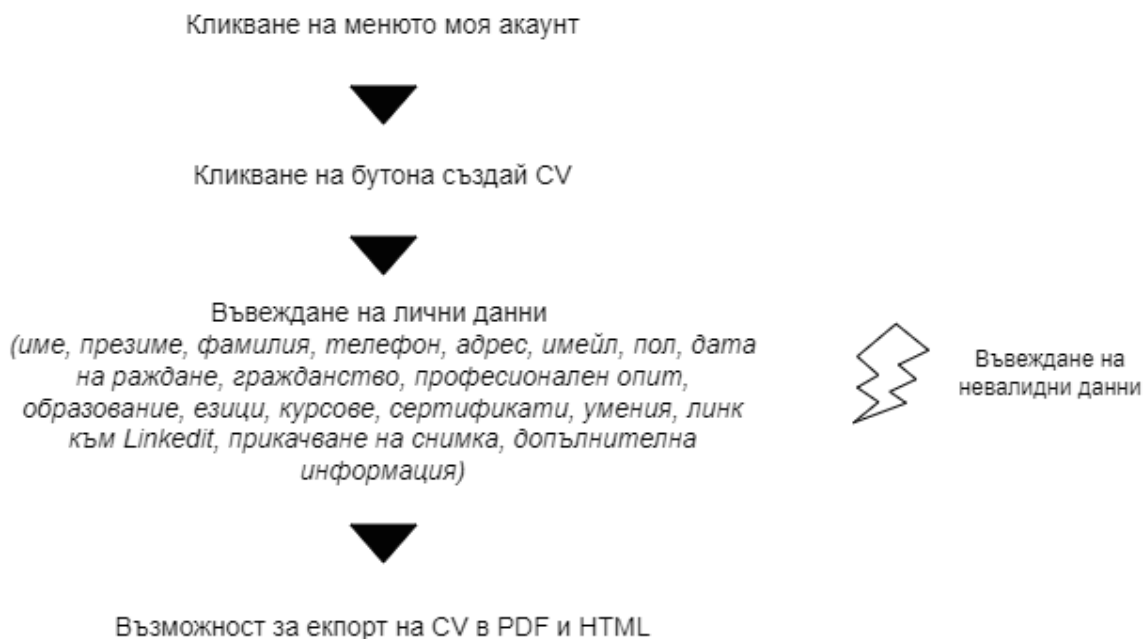 Кликване на менюто моя акаунт
Кликване на бутона създай CV
Въвеждане на лични данни
(име, презиме, фамилия, телефон, адрес, имейл, пол, дата
на раждане, гражданство, професионален опит,
образование, езици, курсове, сертификати, умения, линк
към Linkedit, прикачване на снимка, допълнителна
информация)
Въвеждане на
невалидни данни
Възможност за екпорт на CV в PDF и HTML